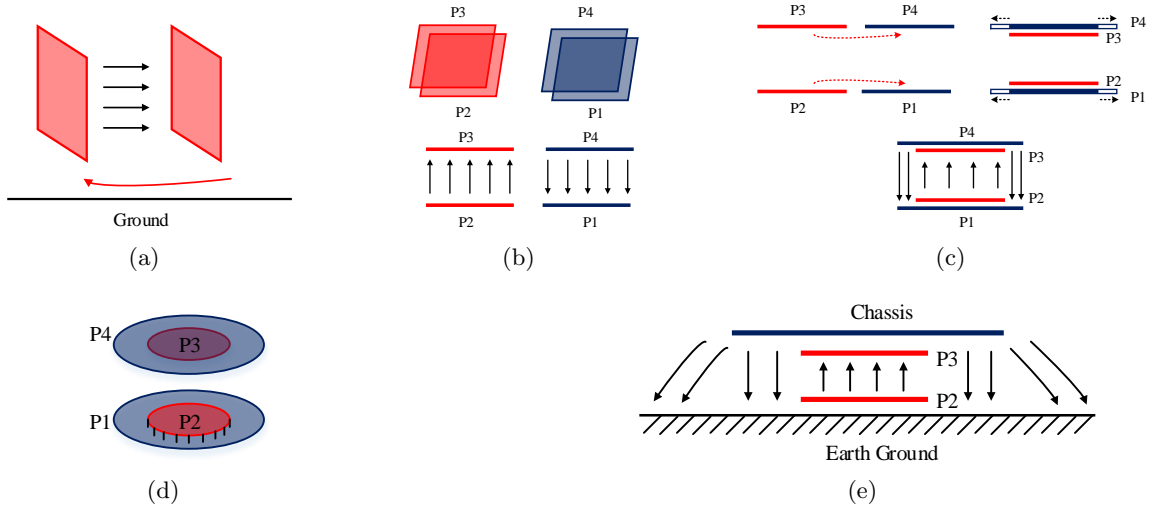 Ground
(a)
P3
P4
P2
P1
P3
P4
P2
P1
(b)
P3
P4
P4
P3
P2
P1
P2
P1
P4
P3
P2
P1
(c)
P4
P3
P1
P2
(d)
Chassis
P3
P2
Earth Ground
(e)